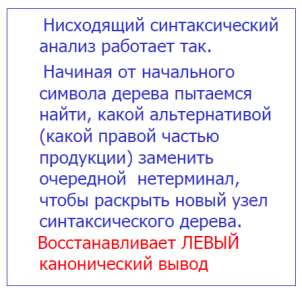 Нисходящий синтаксический
анализ работает так.
Начиная от начального
символа дерева пытаемся
найти, какой альтернативой
(какой правой частью
продукции) заменить
очередной нетерминал,
чтобы раскрыть новый узел
синтаксического дерева.
Восстанавливает ЛЕВЫЙ
канонический вывод